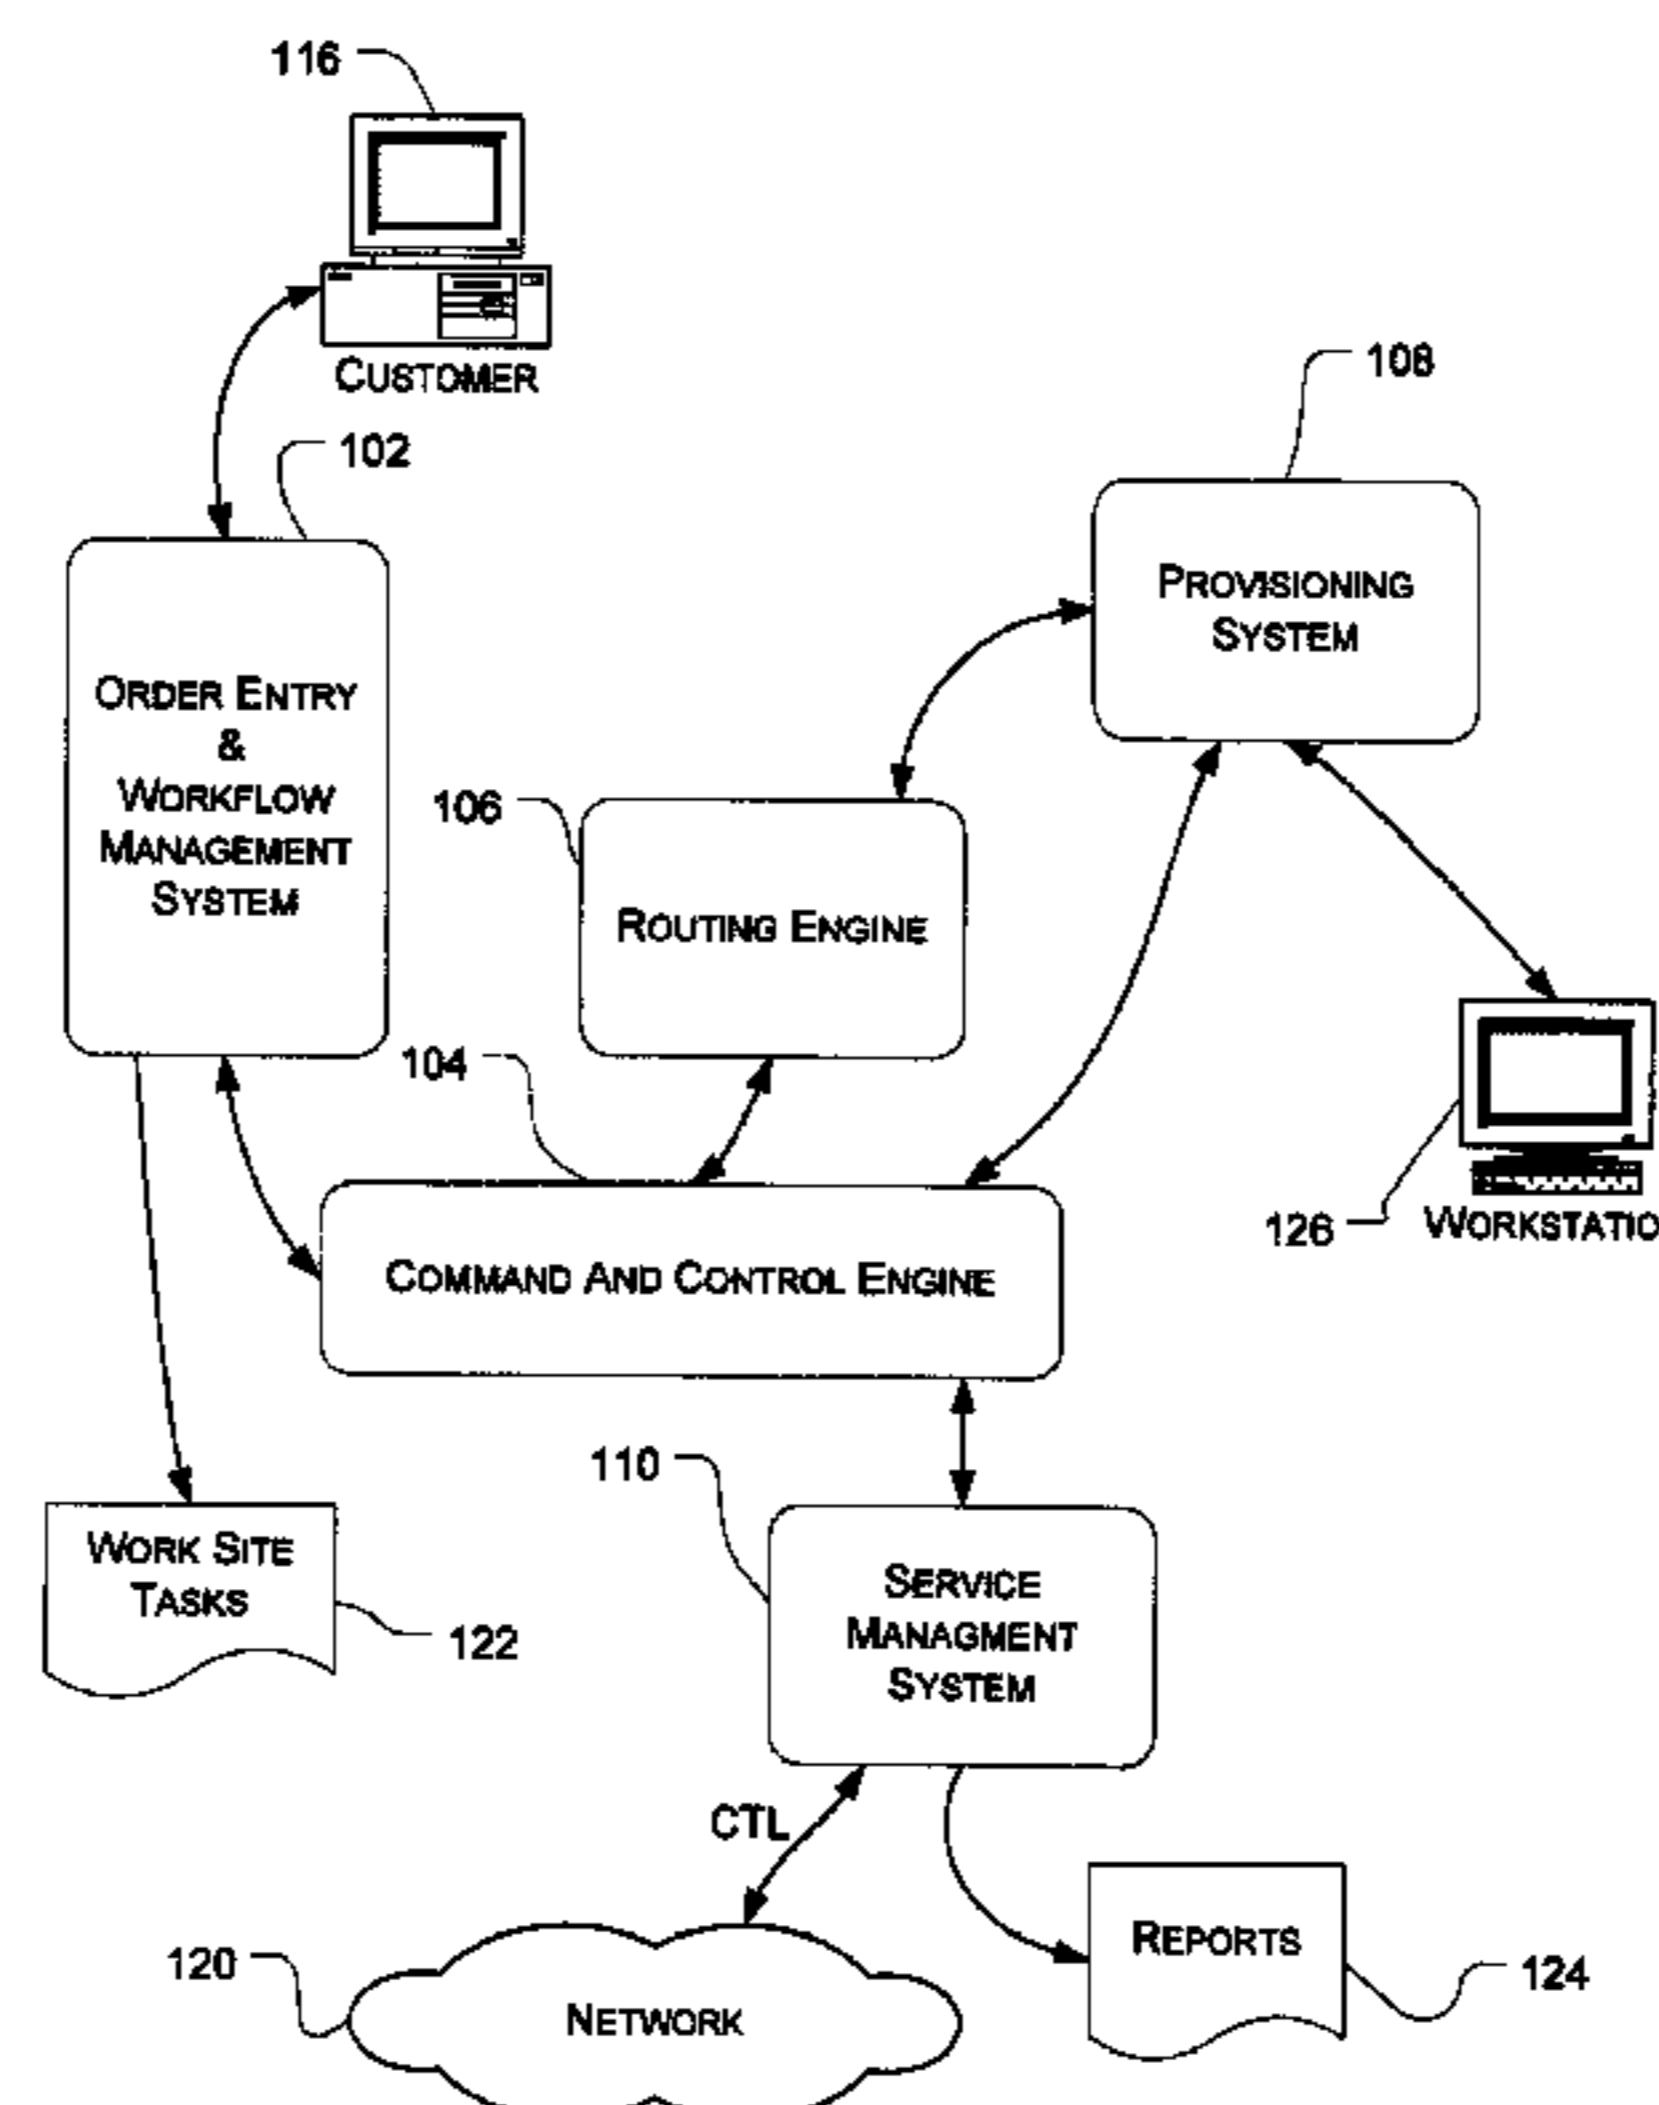 116
CUSTOMER
102
108
PROVISIONING
SYSTEM
ORDER ENTRY
&
WORKFLOW
MANAGEMENT
SYSTEM
106
ROUTING ENGINE
104
126
WORKSTATIO
COMMAND AND CONTROL ENGINE
110
WORK SITE
TASKS
122
SERVICE
MANAGMENT
SYSTEM
CTL
120
NETWORK
REPORTS
124